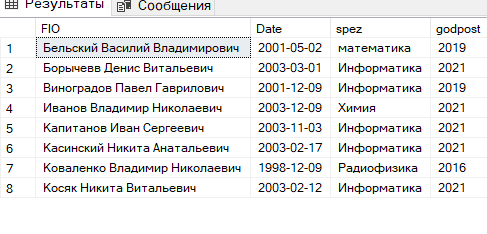 Результаты Сообщения
FIO Date spez godpost
1 Бельский Василий Владимирович 2001-05-02 математика 2019
2 Борычевв Денис Витальевич 2003-03-01 Информатика 2021
3 Виноградов Павел Гаврилович 2001-12-09 Информатика 2019
4 Иванов Владимир Николаевич 2003-12-09 Химия 2021
5 Капитанов Иван Сергеевич 2003-11-03 Информатика 2021
6 Касинский Никита Анатальевич 2003-02-17 Информатика 2021
7 Коваленко Владимир Николаевич 1998-12-09 Радиофизика 2016
8 Косяк Никита Витальевич 2003-02-12 Информатика 2021